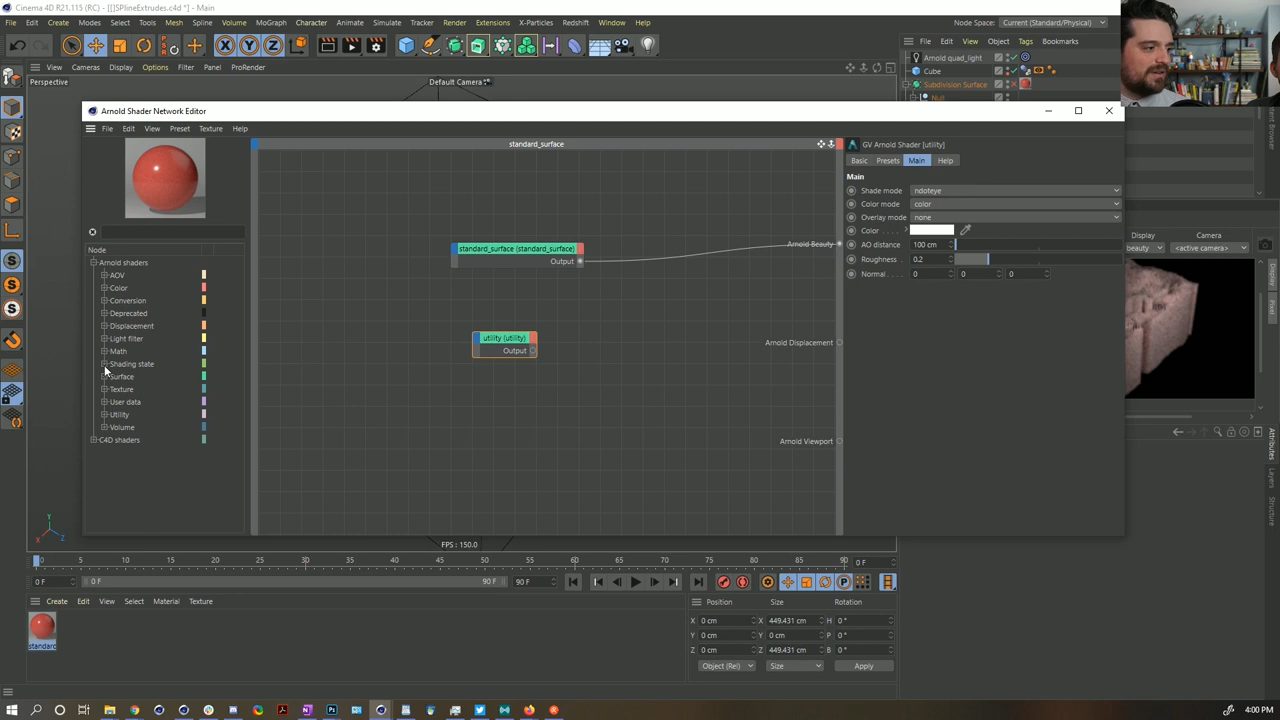 Cinema 4D R21.115 (RC) - [[]SPlineExtrudes.c4d *] - Main
File Edit Create Modes Select Tools Mesh Spline Volume MoGraph Character Animate Simulate Tracker Render Extensions X-Particles Redshift Window Help
Node Space: Current (Standard/Physical)
View Cameras Display Options Filter Panel ProRender
File Edit View Object Tags Bookmarks
Perspective
Default Camera
Arnold quad_light
Cube
Subdivision Surface
Null
Arnold Shader Network Editor
File Edit View Preset Texture Help
standard_surface
Node
Arnold shaders
AOV
Color
Conversion
Deprecated
Displacement
Light filter
Math
Shading state
Surface
Texture
User data
Utility
Volume
C4D shaders
standard_surface (standard_surface)
Output
utility (utility)
Output
Arnold Beauty
Arnold Displacement
Arnold Viewport
GV Arnold Shader [utility]
Basic Presets Main Help
Main
Shade mode ndoteye
Color mode color
Overlay mode none
Color
AO distance 100 cm
Roughness 0.2
Normal 0 0 0
Display Camera
beauty <active camera>
Display
Pixel
Attributes
Layers
Structure
FPS : 150.0
0 5 10 15 20 25 30 35 40 45 50 55 60 65 70 75 80 85 90 0 F
0 F 0 F 90 F 90 F
Create Edit View Select Material Texture
standard
Position Size Rotation
X 0 cm X 449.431 cm H 0 °
Y 0 cm Y 0 cm P 0 °
Z 0 cm Z 449.431 cm B 0 °
Object (Rel) Size Apply
4:00 PM